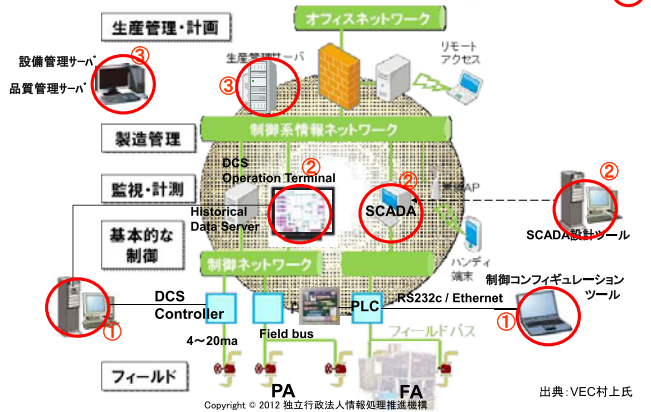 生産管理・計画
オフィスネットワーク
③
設備管理サーバ
品質管理サーバ
生産管理サーバ
③
リモート
アクセス
制御系情報ネットワーク
製造管理
DCS
Operation Terminal
②
②
②
監視・計測
無線AP
SCADA
Historical
Data Server
SCADA設計ツール
基本的な
制御
ハンディ
端末
制御ネットワーク
制御コンフィギュレーション
ツール
DCS
Controller
PLC
RS232c / Ethernet
①
①
4～20ma
Field bus
フィールドバス
フィールド
PA
FA
出典：VEC村上氏
Copyright © 2012 独立行政法人情報処理推進機構